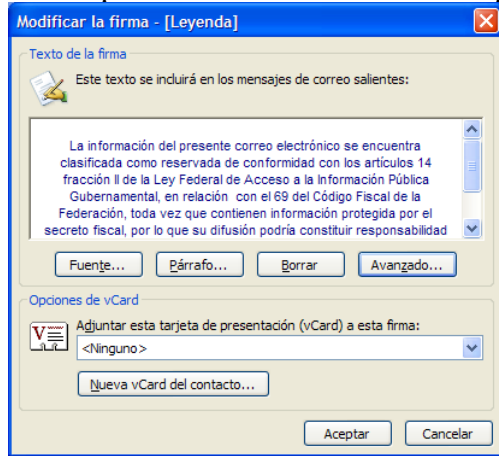 Modificar la firma - [Leyenda]
Texto de la firma
Este texto se incluirá en los mensajes de correo salientes:
La información del presente correo electrónico se encuentra
clasificada como reservada de conformidad con los artículos 14
fracción II de la Ley Federal de Acceso a la Información Pública
Gubernamental, en relación con el 69 del Código Fiscal de la
Federación, toda vez que contienen información protegida por el
secreto fiscal, por lo que su difusión podría constituir responsabilidad
Fuente... Párrafo... Borrar Avanzado...
Opciones de vCard
Adjuntar esta tarjeta de presentación (vCard) a esta firma:
<Ninguno>
Nueva vCard del contacto...
Aceptar Cancelar